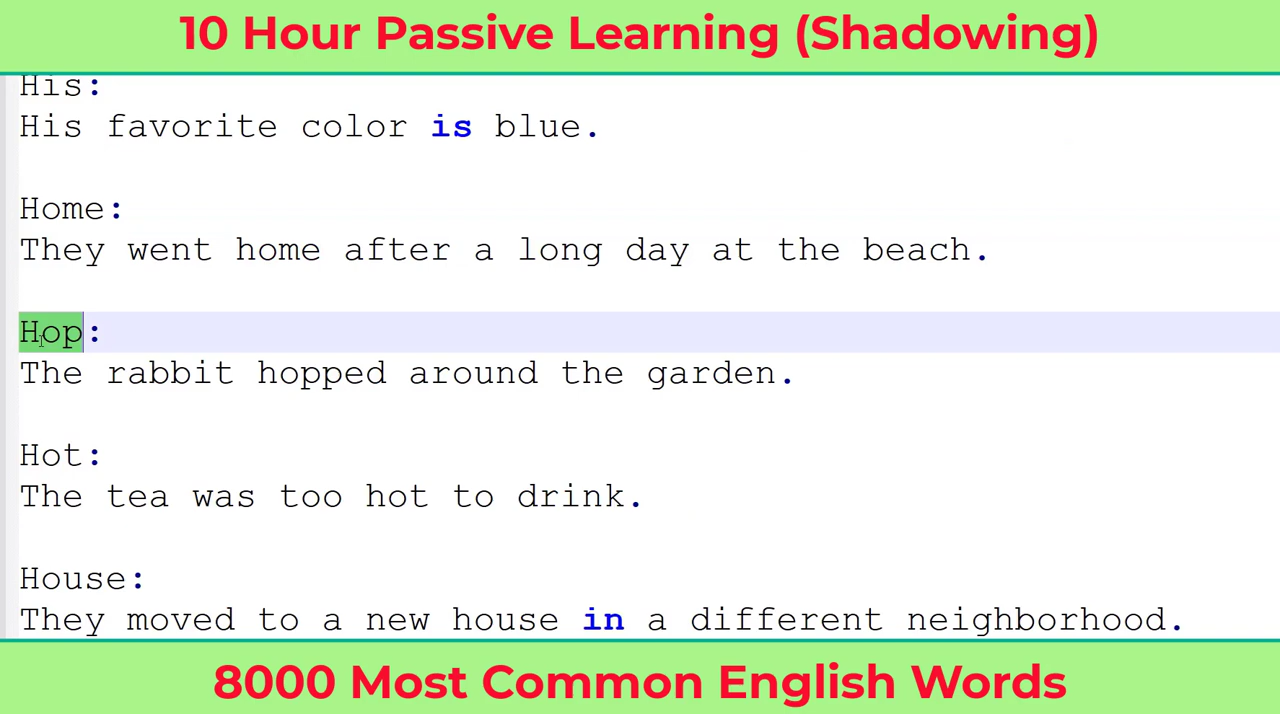 10 Hour Passive Learning (Shadowing)
His:
His favorite color is blue.
Home:
They went home after a long day at the beach.
Hop:
The rabbit hopped around the garden.
Hot:
The tea was too hot to drink.
House:
They moved to a new house in a different neighborhood.
8000 Most Common English Words